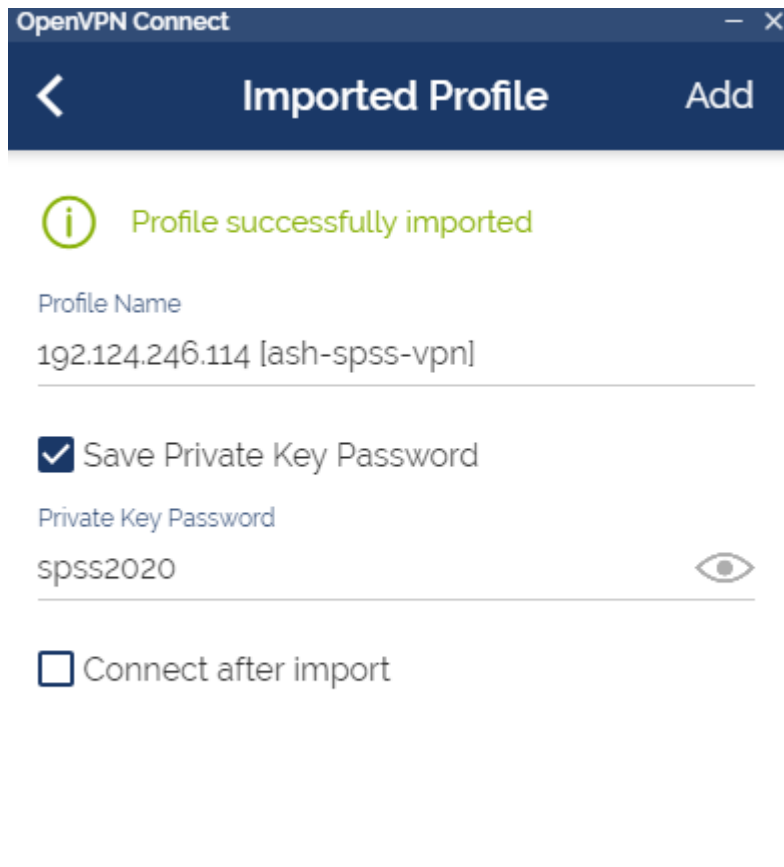 OpenVPN Connect
Imported Profile Add
Profile successfully imported
Profile Name
192.124.246.114 [ash-spss-vpn]
Save Private Key Password
Private Key Password
spss2020
Connect after import